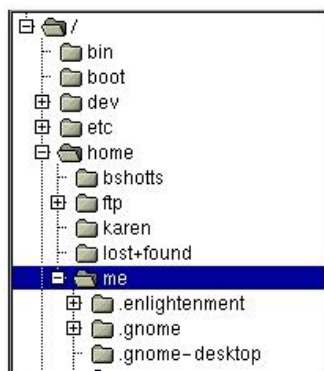 /
bin
boot
dev
etc
home
bshotts
ftp
karen
lost+found
me
.enlightenment
.gnome
.gnome-desktop